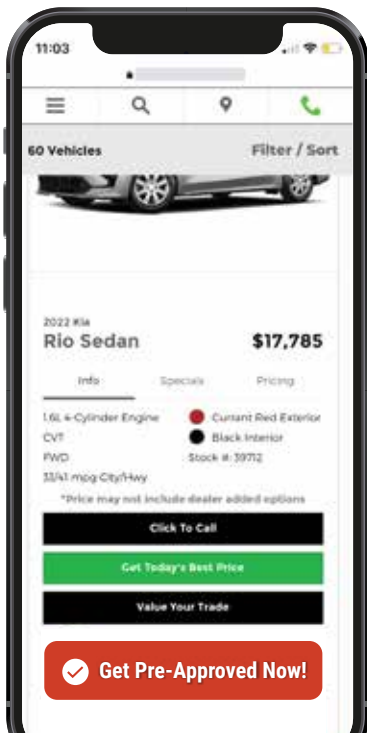 11:03
60 Vehicles Filter / Sort
2022 Kia
Rio Sedan $17,785
Info Specials Pricing
1.6L 4-Cylinder Engine Currant Red Exterior
CVT Black Interior
FWD Stock #: 39712
33/41 mpg City/Hwy
*Price may not include dealer added options
Click To Call
Get Today's Best Price
Value Your Trade
Get Pre-Approved Now!